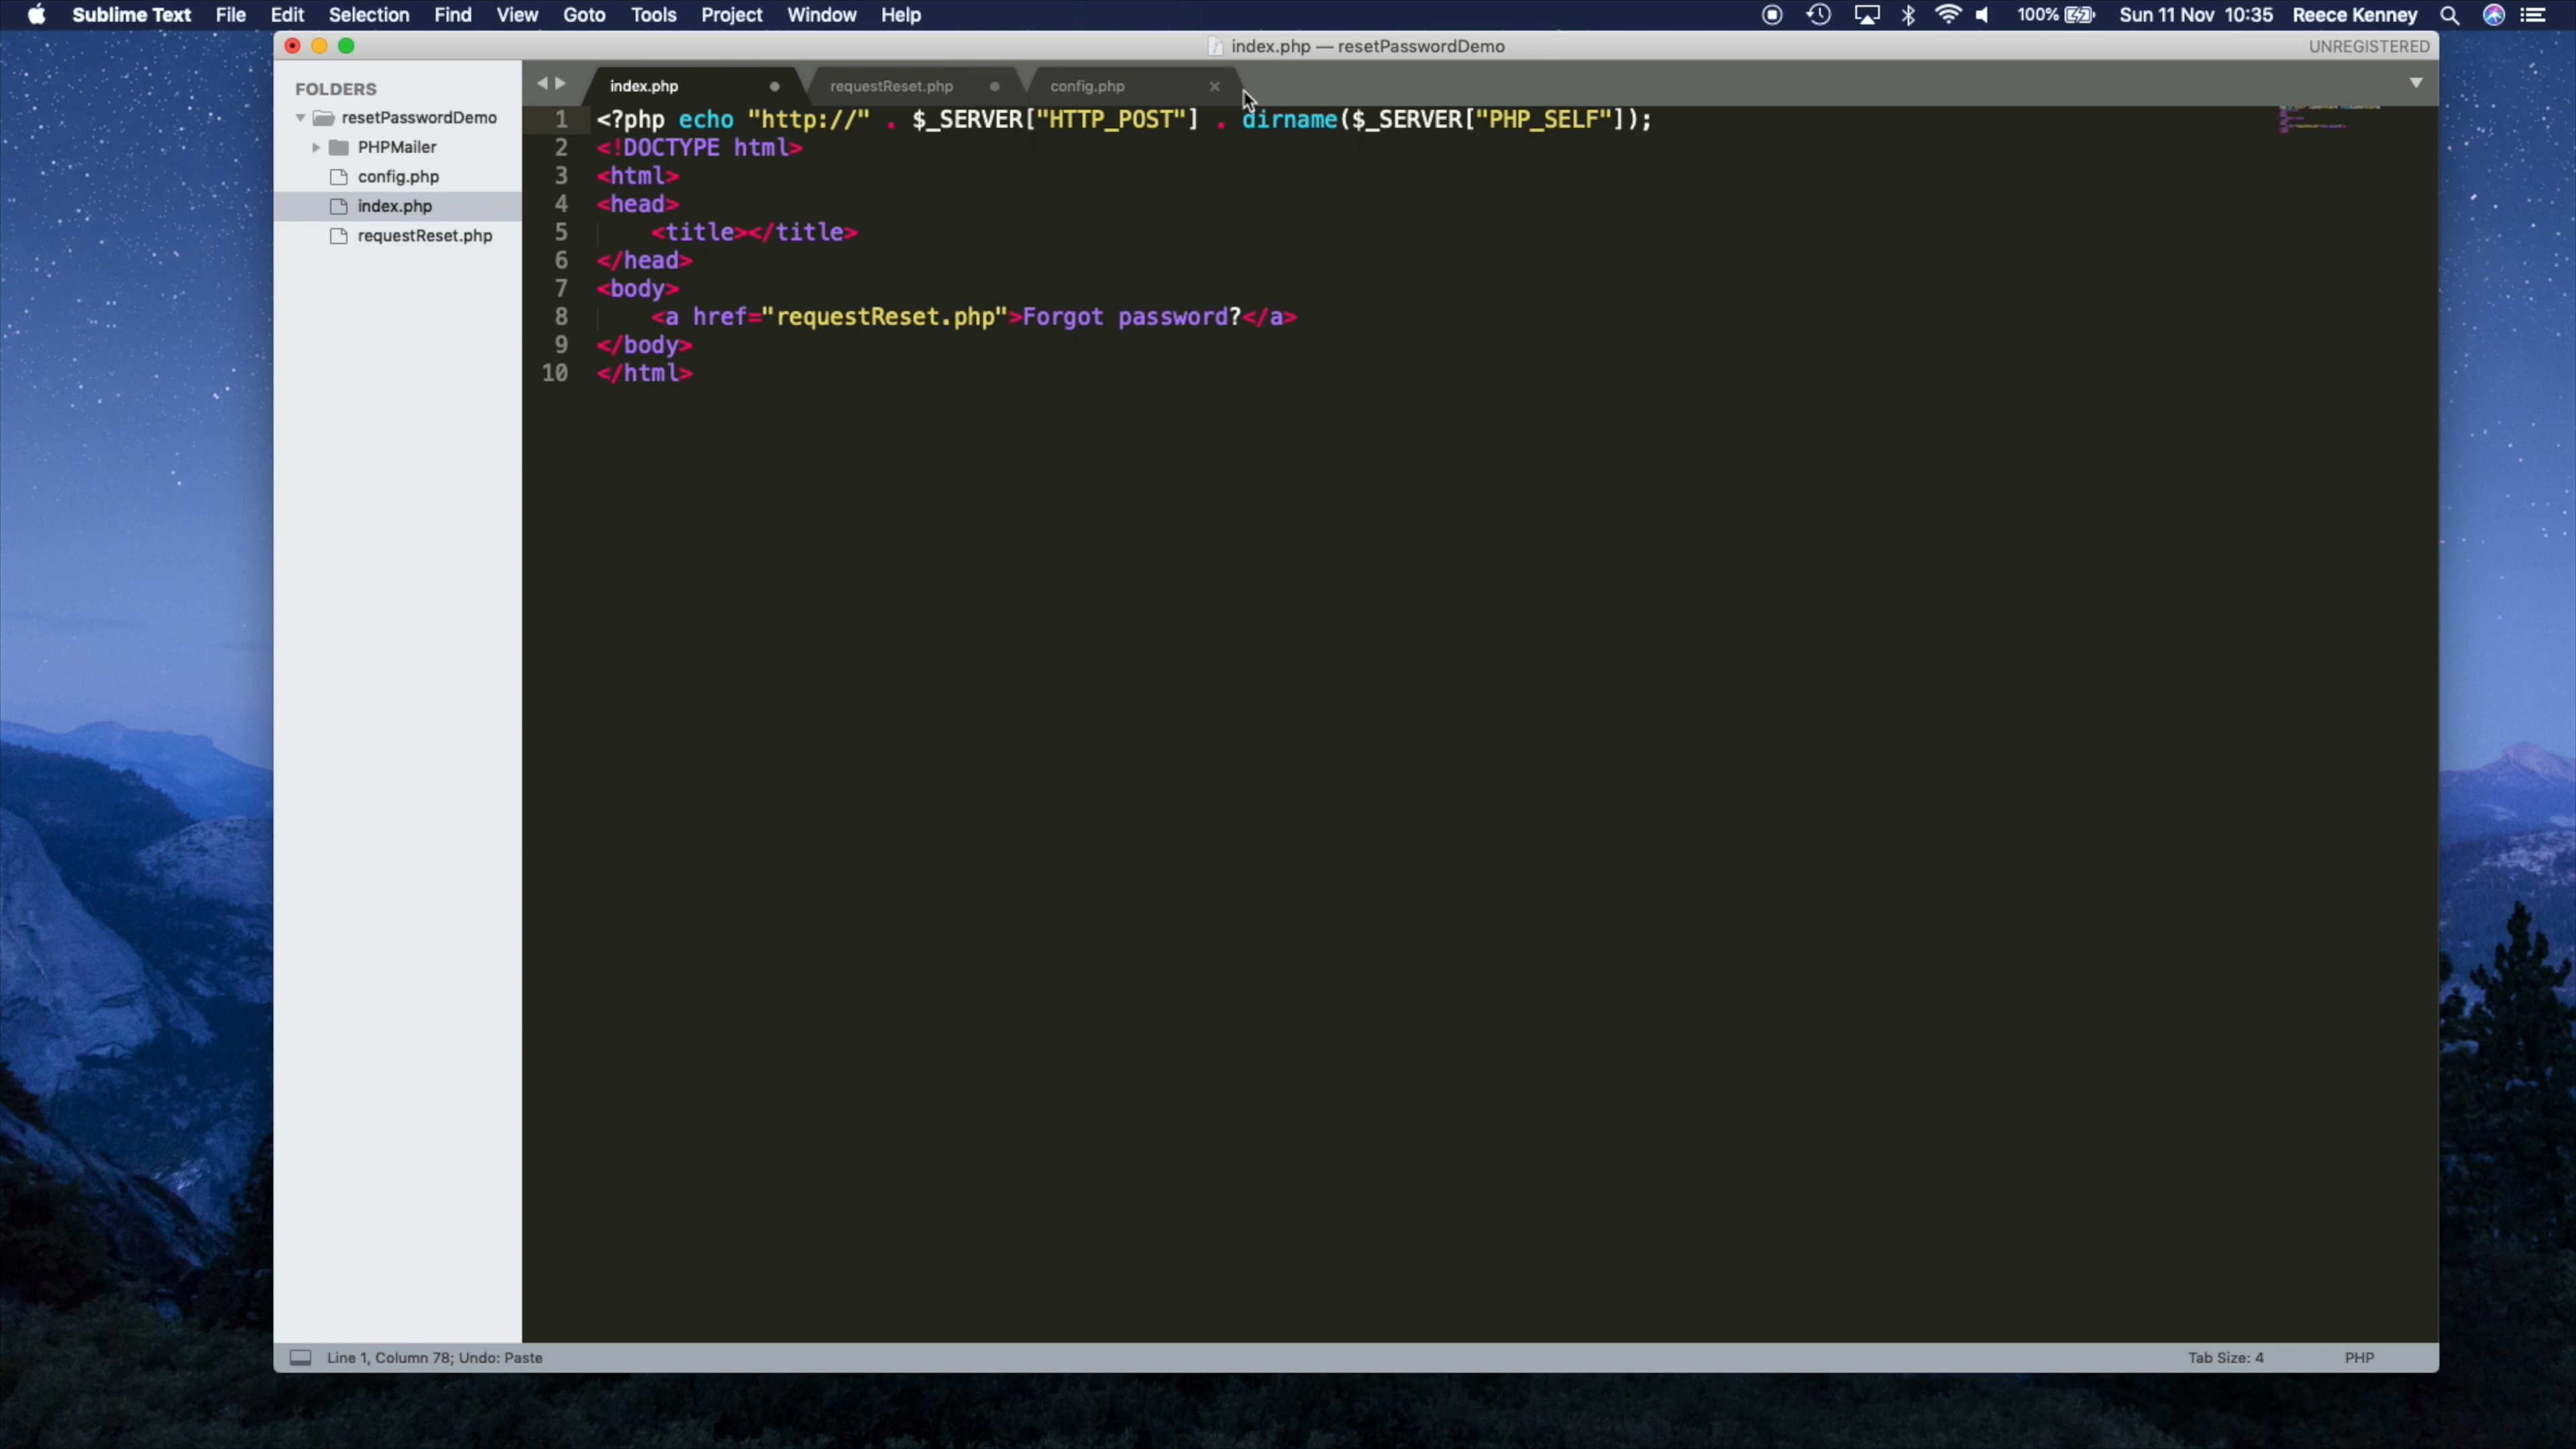 Sublime Text File Edit Selection Find View Goto Tools Project Window Help 100% Sun 11 Nov 10:35 Reece Kenney
index.php — resetPasswordDemo UNREGISTERED
FOLDERS
resetPasswordDemo
PHPMailer
config.php
index.php
requestReset.php
index.php requestReset.php config.php
1 <?php echo "http://" . $_SERVER["HTTP_POST"] . dirname($_SERVER["PHP_SELF"]);
2 <!DOCTYPE html>
3 <html>
4 <head>
5 <title></title>
6 </head>
7 <body>
8 <a href="requestReset.php">Forgot password?</a>
9 </body>
10 </html>
Line 1, Column 78; Undo: Paste Tab Size: 4 PHP